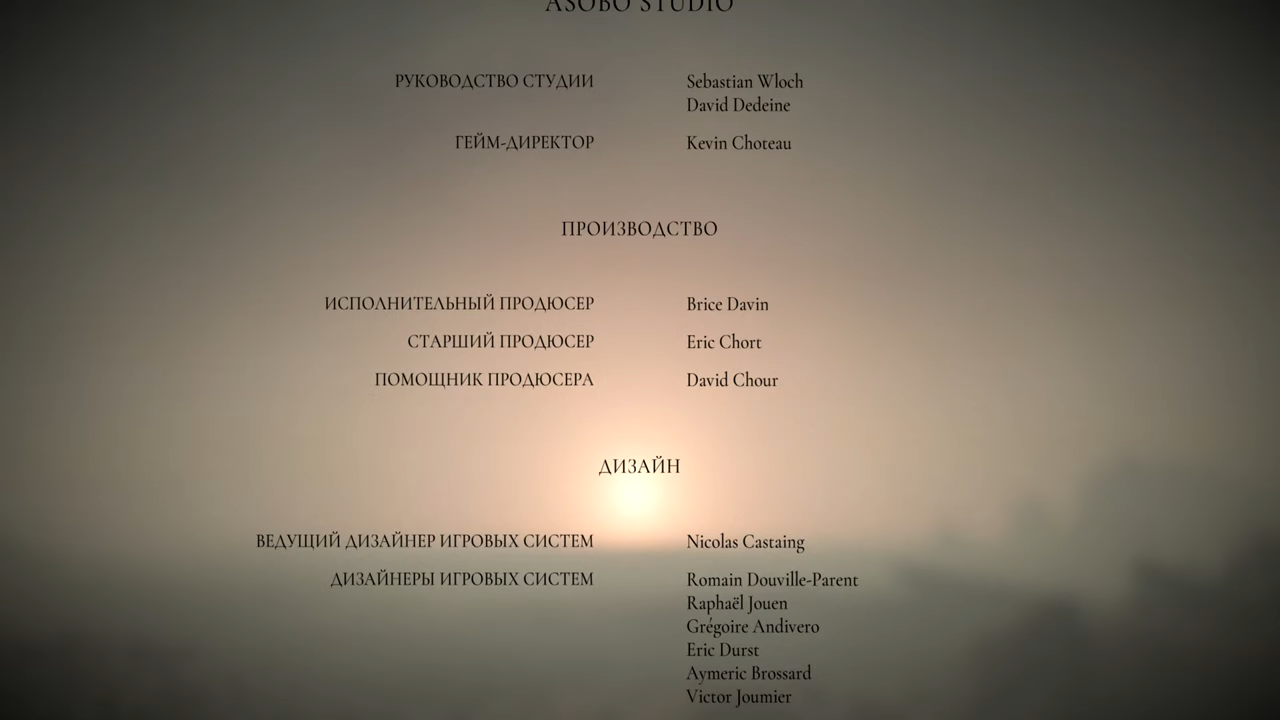 ASOBO STUDIO
РУКОВОДСТВО СТУДИИ Sebastian Wloch
David Dedeine
ГЕЙМ-ДИРЕКТОР Kevin Choteau
ПРОИЗВОДСТВО
ИСПОЛНИТЕЛЬНЫЙ ПРОДЮСЕР Brice Davin
СТАРШИЙ ПРОДЮСЕР Eric Chort
ПОМОЩНИК ПРОДЮСЕРА David Chour
ДИЗАЙН
ВЕДУЩИЙ ДИЗАЙНЕР ИГРОВЫХ СИСТЕМ Nicolas Castaing
ДИЗАЙНЕРЫ ИГРОВЫХ СИСТЕМ Romain Douville-Parent
Raphaël Jouen
Grégoire Andivero
Eric Durst
Aymeric Brossard
Victor Joumier